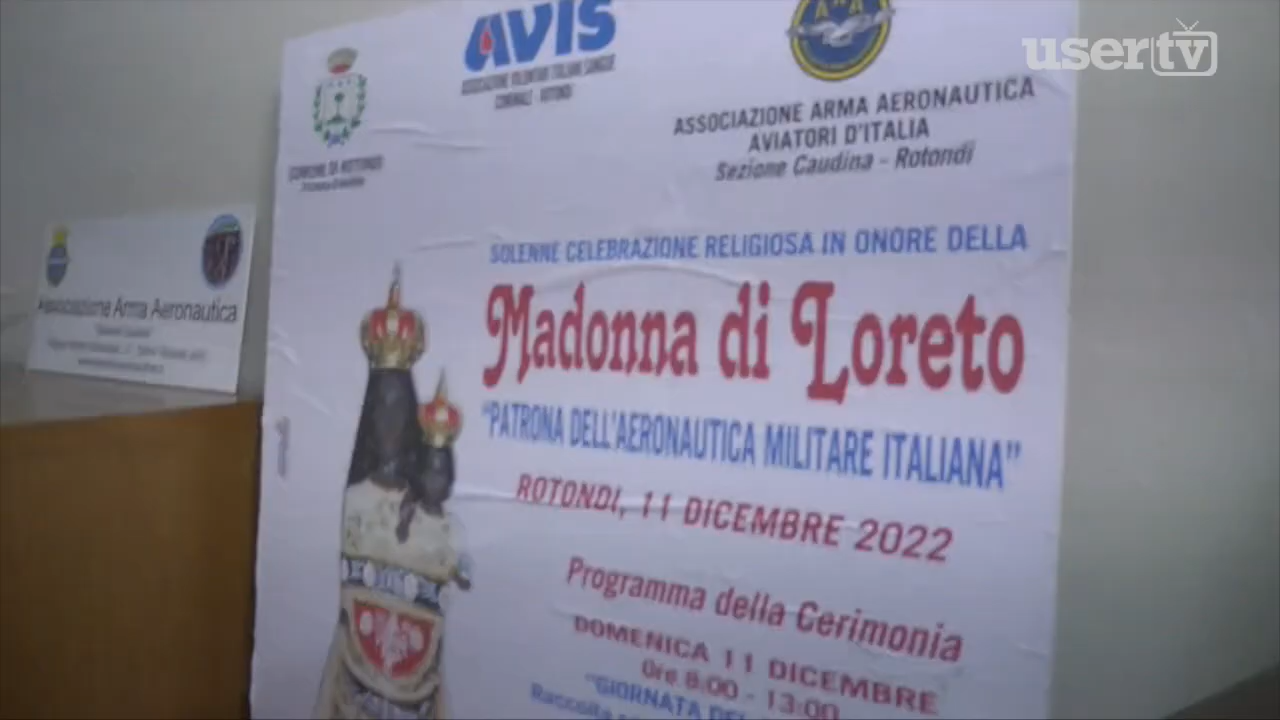 usertv
AVIS
ASSOCIAZIONE VOLONTARI ITALIANI SANGUE
COMUNALE - ROTONDI
COMUNE DI ROTONDI
ASSOCIAZIONE ARMA AERONAUTICA
AVIATORI D'ITALIA
Sezione Caudina - Rotondi
Associazione Arma Aeronautica
SOLENNE CELEBRAZIONE RELIGIOSA IN ONORE DELLA
Madonna di Loreto
"PATRONA DELL'AERONAUTICA MILITARE ITALIANA"
ROTONDI, 11 DICEMBRE 2022
Programma della Cerimonia
DOMENICA 11 DICEMBRE
Ore 8:00 - 13:00
"GIORNATA DEL
Raccolta